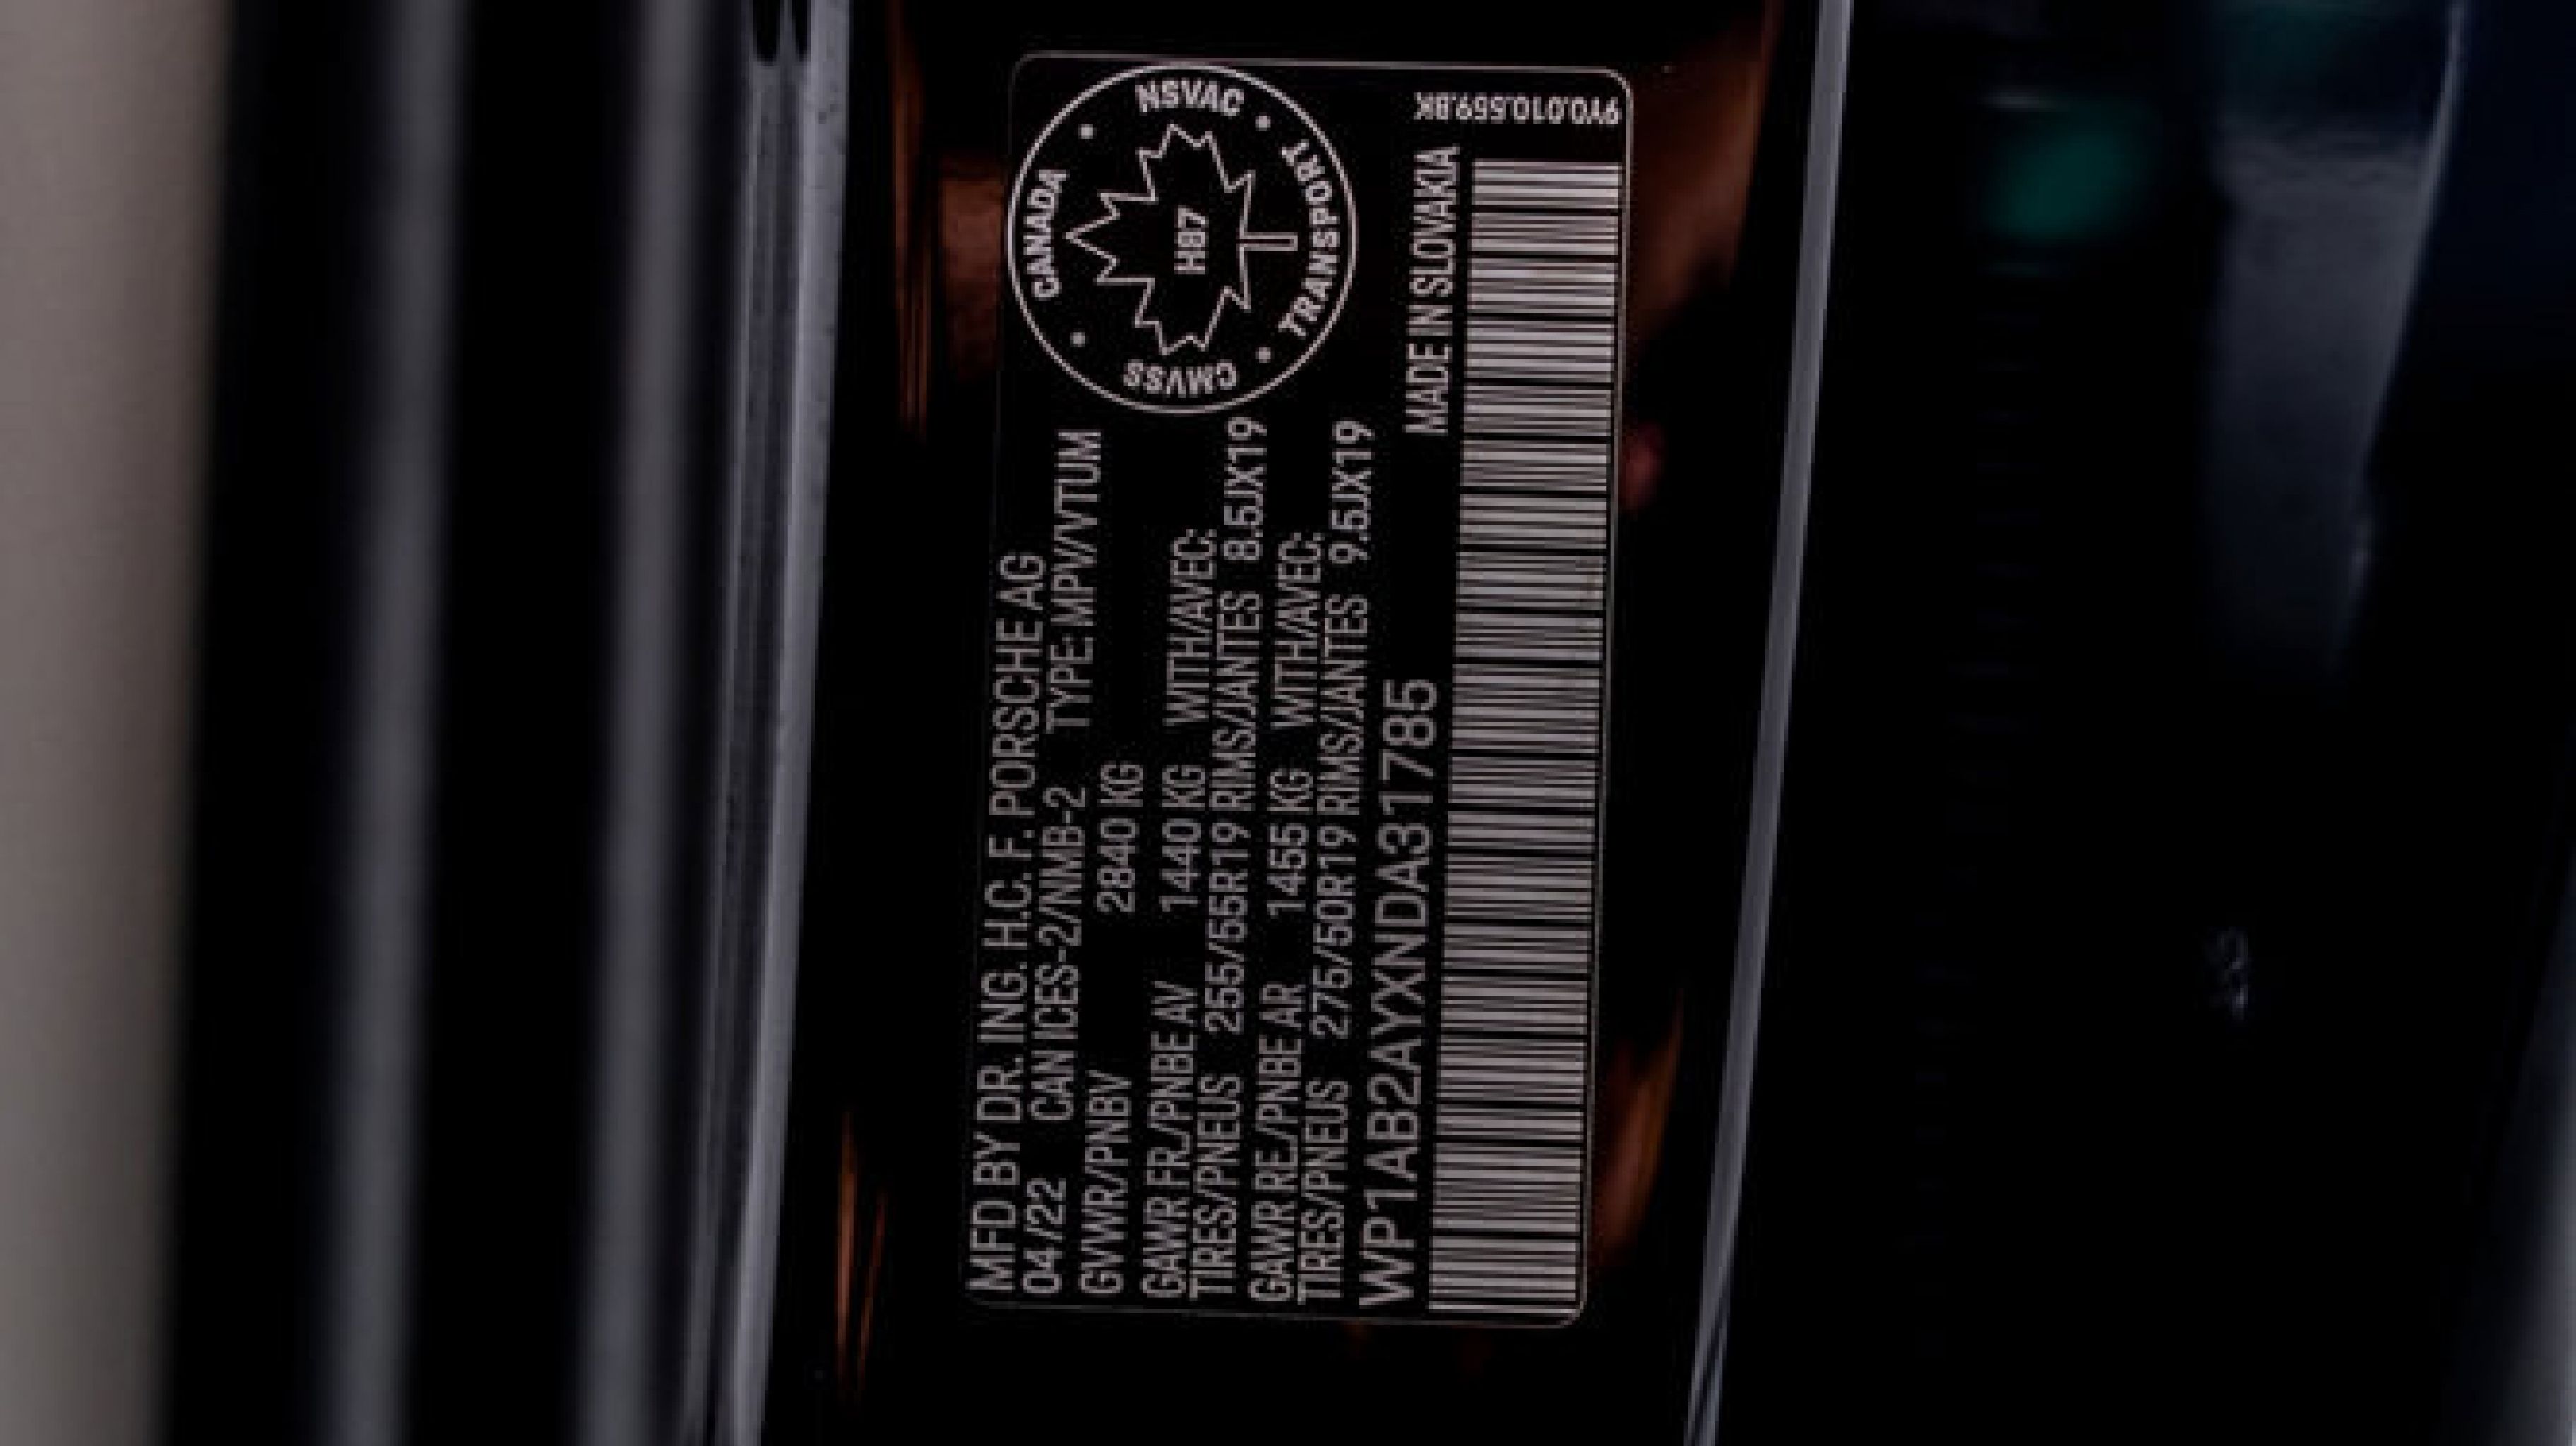 MFD BY DR. ING. H.C. F. PORSCHE AG
04/22 CAN ICES-2/NMB-2 TYPE: MPV/VTUM
GVWR/PNBV 2840 KG
GAWR FR./PNBE AV 1440 KG WITH/AVEC:
TIRES/PNEUS 255/55R19 RIMS/JANTES 8.5JX19
GAWR RE./PNBE AR 1455 KG WITH/AVEC:
TIRES/PNEUS 275/50R19 RIMS/JANTES 9.5JX19
WP1AB2AYXNDA31785
MADE IN SLOVAKIA
CANADA
NSVAC
TRANSPORT
CMVSS
H87
9Y0.010.559.BK